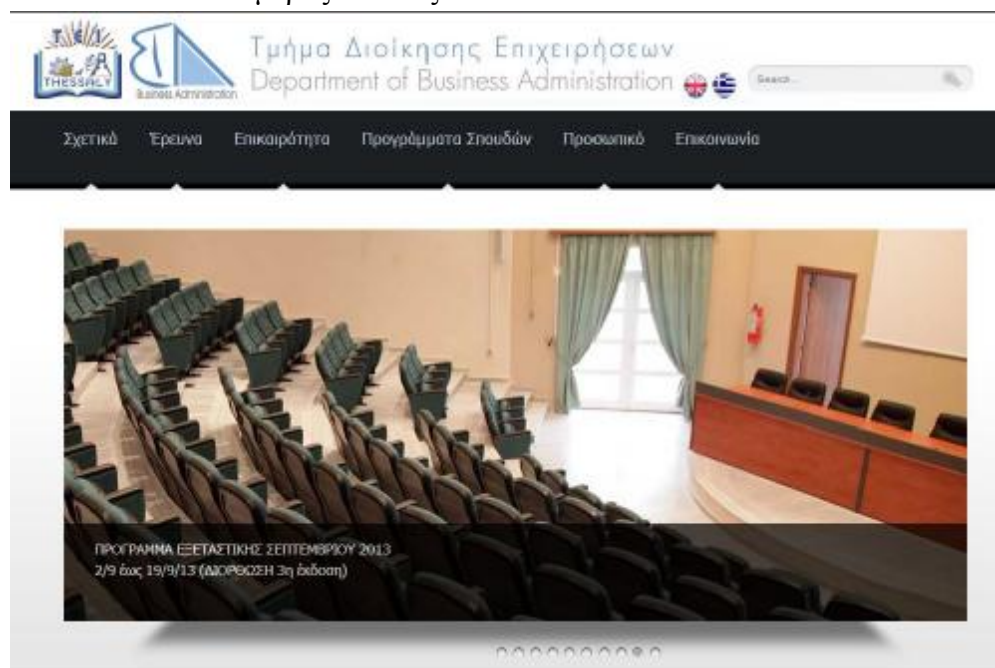 Τ.Ε.Ι.
THESSALY
Business Administration
Τμήμα Διοίκησης Επιχειρήσεων
Department of Business Administration
Search...
Σχετικά Έρευνα Επικαιρότητα Προγράμματα Σπουδών Προσωπικό Επικοινωνία
ΠΡΟΓΡΑΜΜΑ ΕΞΕΤΑΣΤΙΚΗΣ ΣΕΠΤΕΜΒΡΙΟΥ 2013
2/9 έως 19/9/13 (ΔΙΟΡΘΩΣΗ 3η έκδοση)